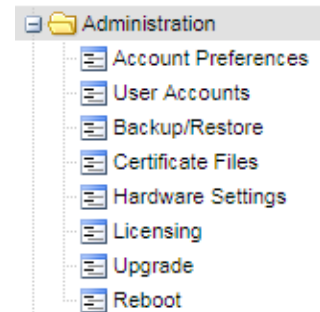 Administration
Account Preferences
User Accounts
Backup/Restore
Certificate Files
Hardware Settings
Licensing
Upgrade
Reboot